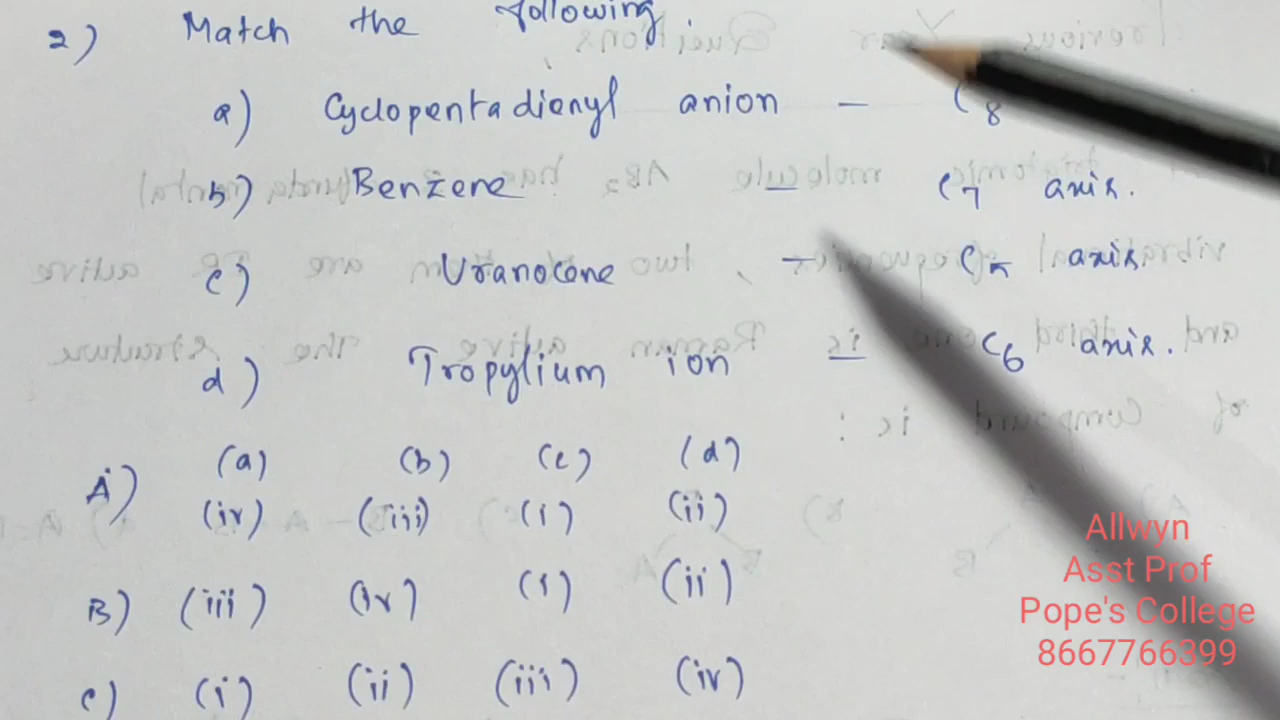 2) Match the following
a) Cyclopentadienyl anion - C8
b) Benzene - C7 axis.
c) Uranocene - C5 axis.
d) Tropylium ion - C6 axis.
(a) (b) (c) (d)
A) (iv) (iii) (i) (ii)
B) (iii) (iv) (i) (ii)
C) (i) (ii) (iii) (iv)
Allwyn
Asst Prof
Pope's College
8667766399